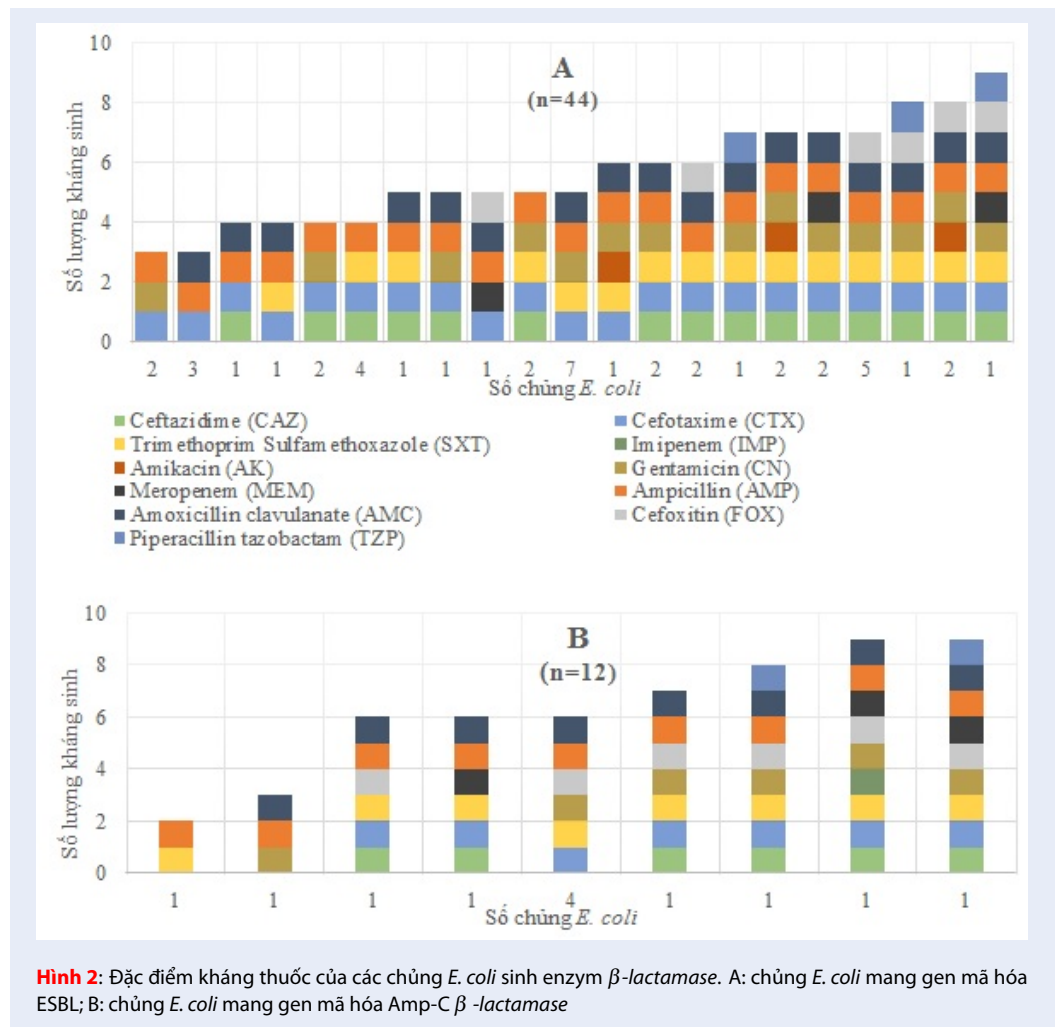 10
8
6
4
2
0
Số lượng kháng sinh
A
(n=44)
2 3 1 1 2 4 1 1 1 2 7 1 2 2 1 2 2 5 1 2 1
Số chủng E. coli
Ceftazidime (CAZ) Cefotaxime (CTX)
Trimethoprim Sulfamethoxazole (SXT) Imipenem (IMP)
Amikacin (AK) Gentamicin (CN)
Meropenem (MEM) Ampicillin (AMP)
Amoxicillin clavulanate (AMC) Cefoxitin (FOX)
Piperacillin tazobactam (TZP)
10
8
6
4
2
0
Số lượng kháng sinh
B
(n=12)
1 1 1 1 4 1 1 1 1
Số chủng E. coli
Hình 2: Đặc điểm kháng thuốc của các chủng E. coli sinh enzym β-lactamase. A: chủng E. coli mang gen mã hóa
ESBL; B: chủng E. coli mang gen mã hóa Amp-C β -lactamase